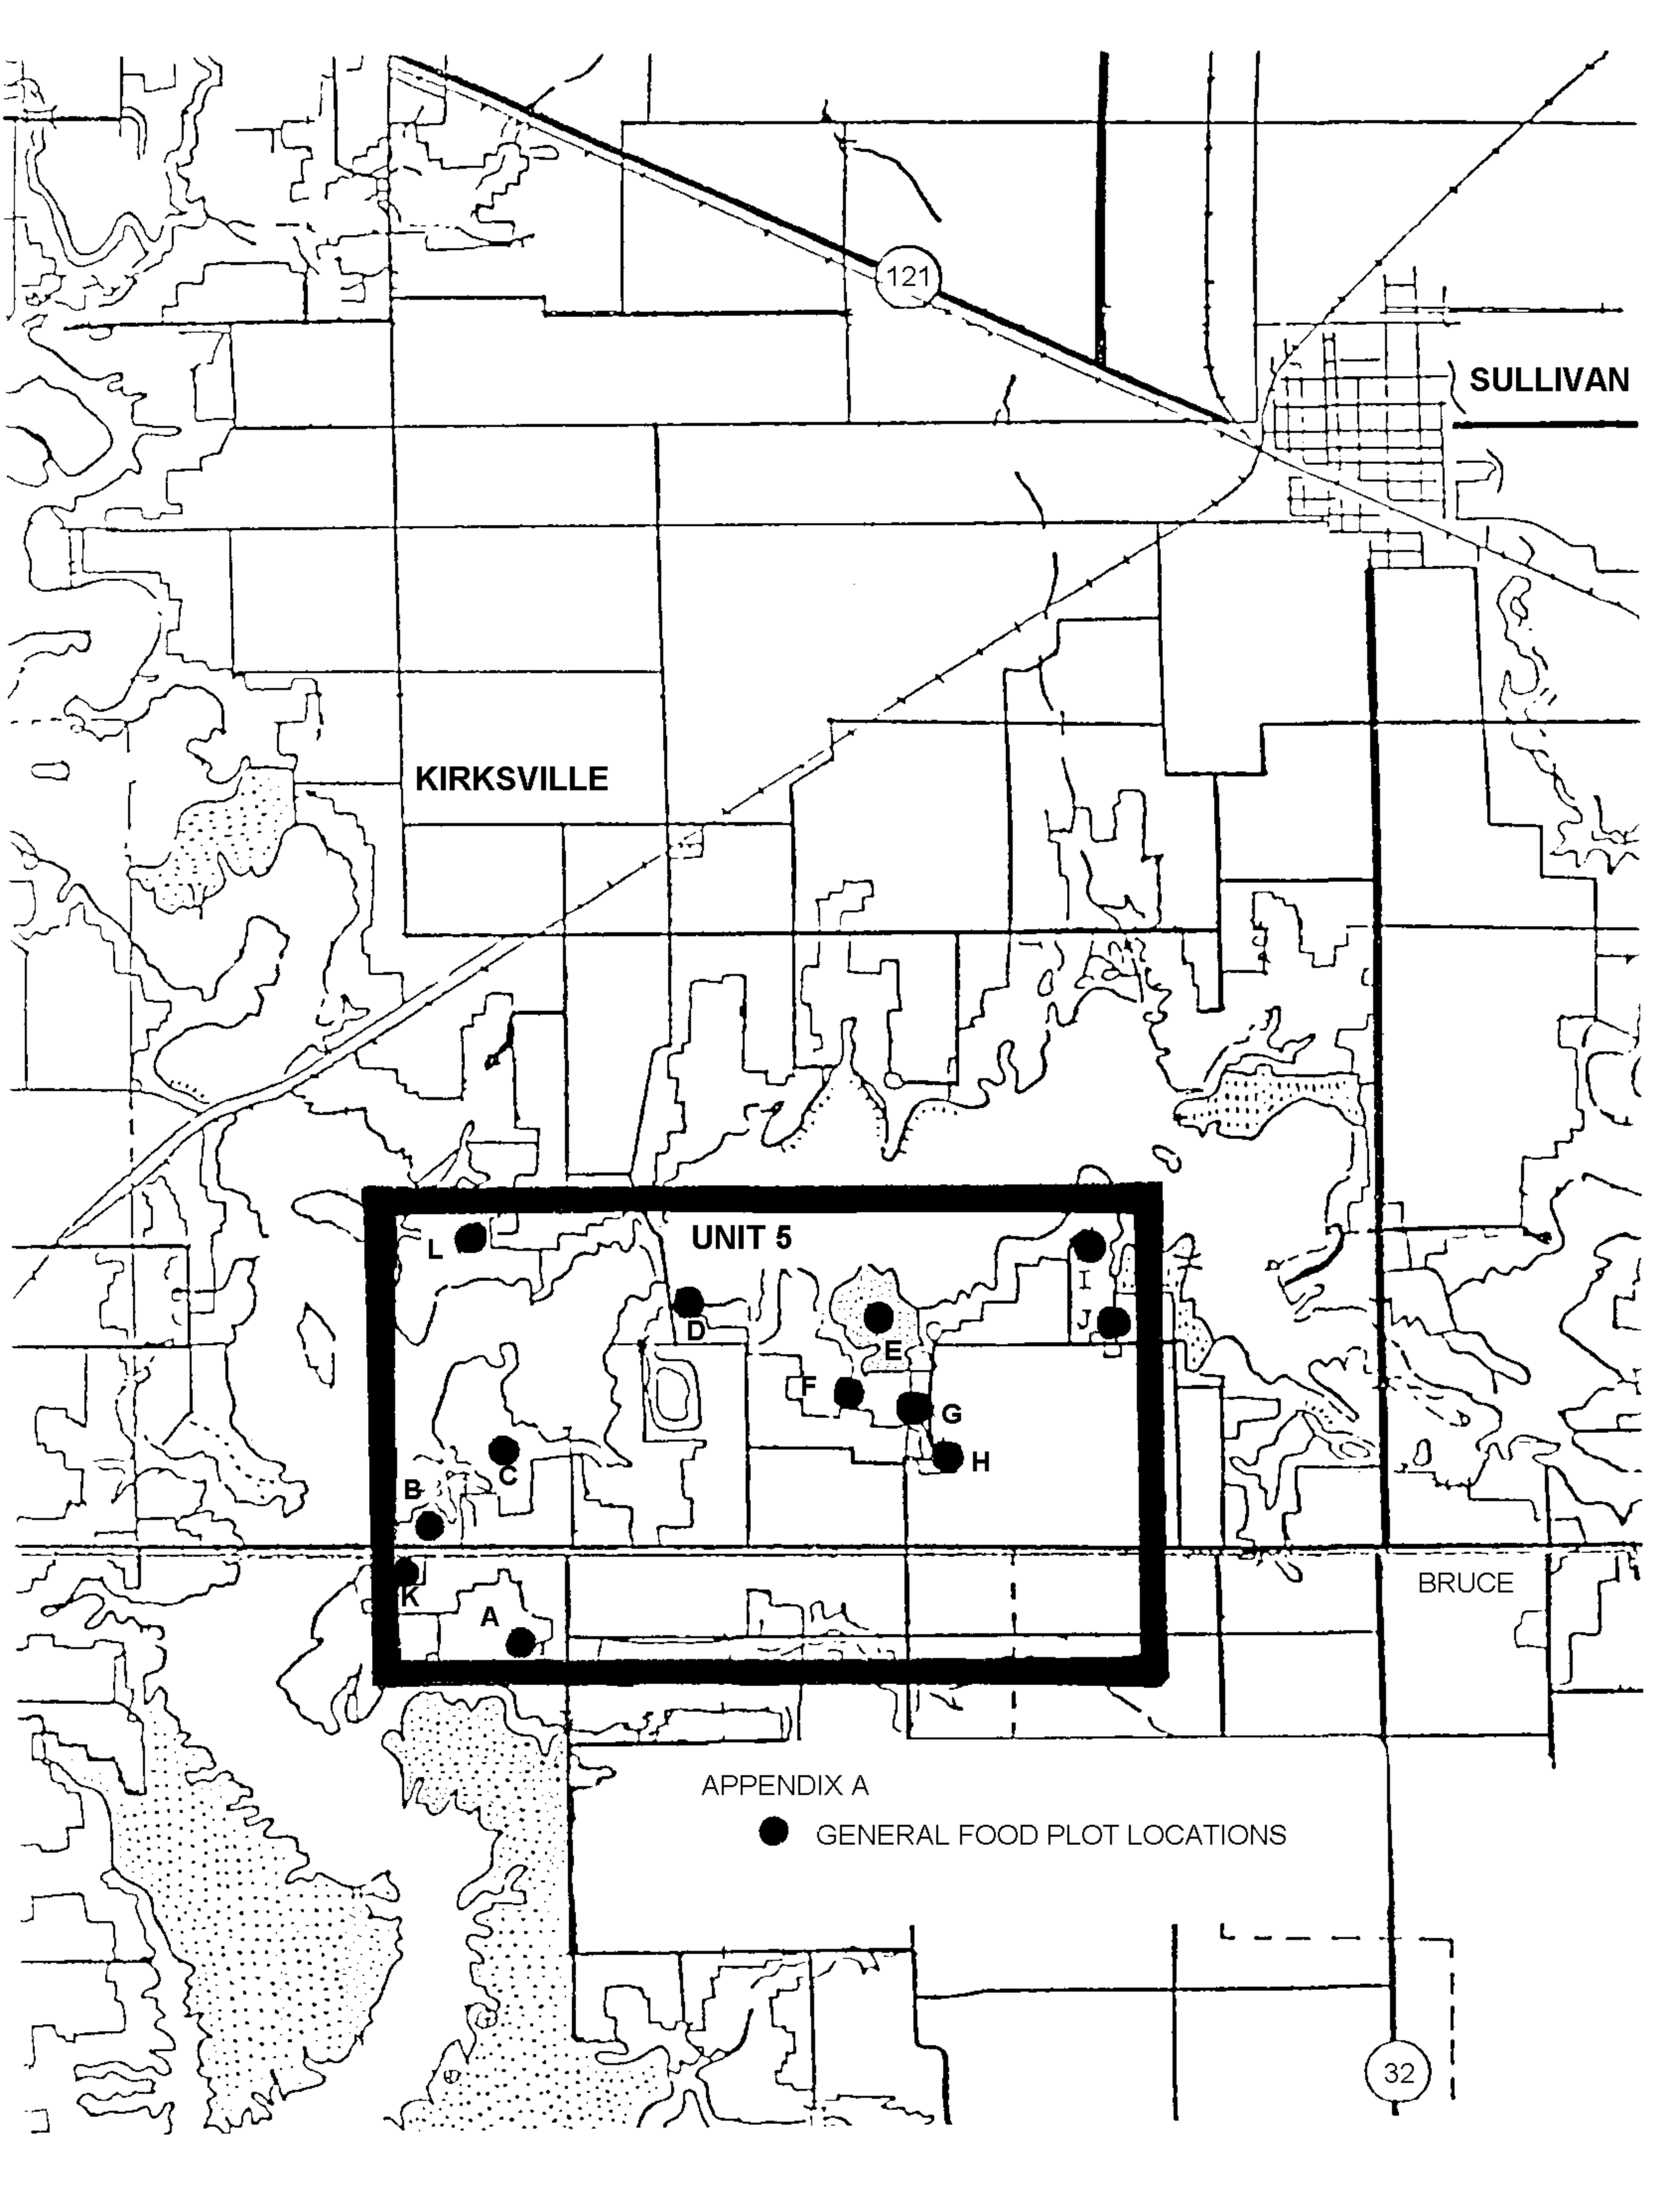 121
SULLIVAN
KIRKSVILLE
UNIT 5
L
I
D
J
E
F
G
H
C
B
K
A
BRUCE
APPENDIX A
GENERAL FOOD PLOT LOCATIONS
32